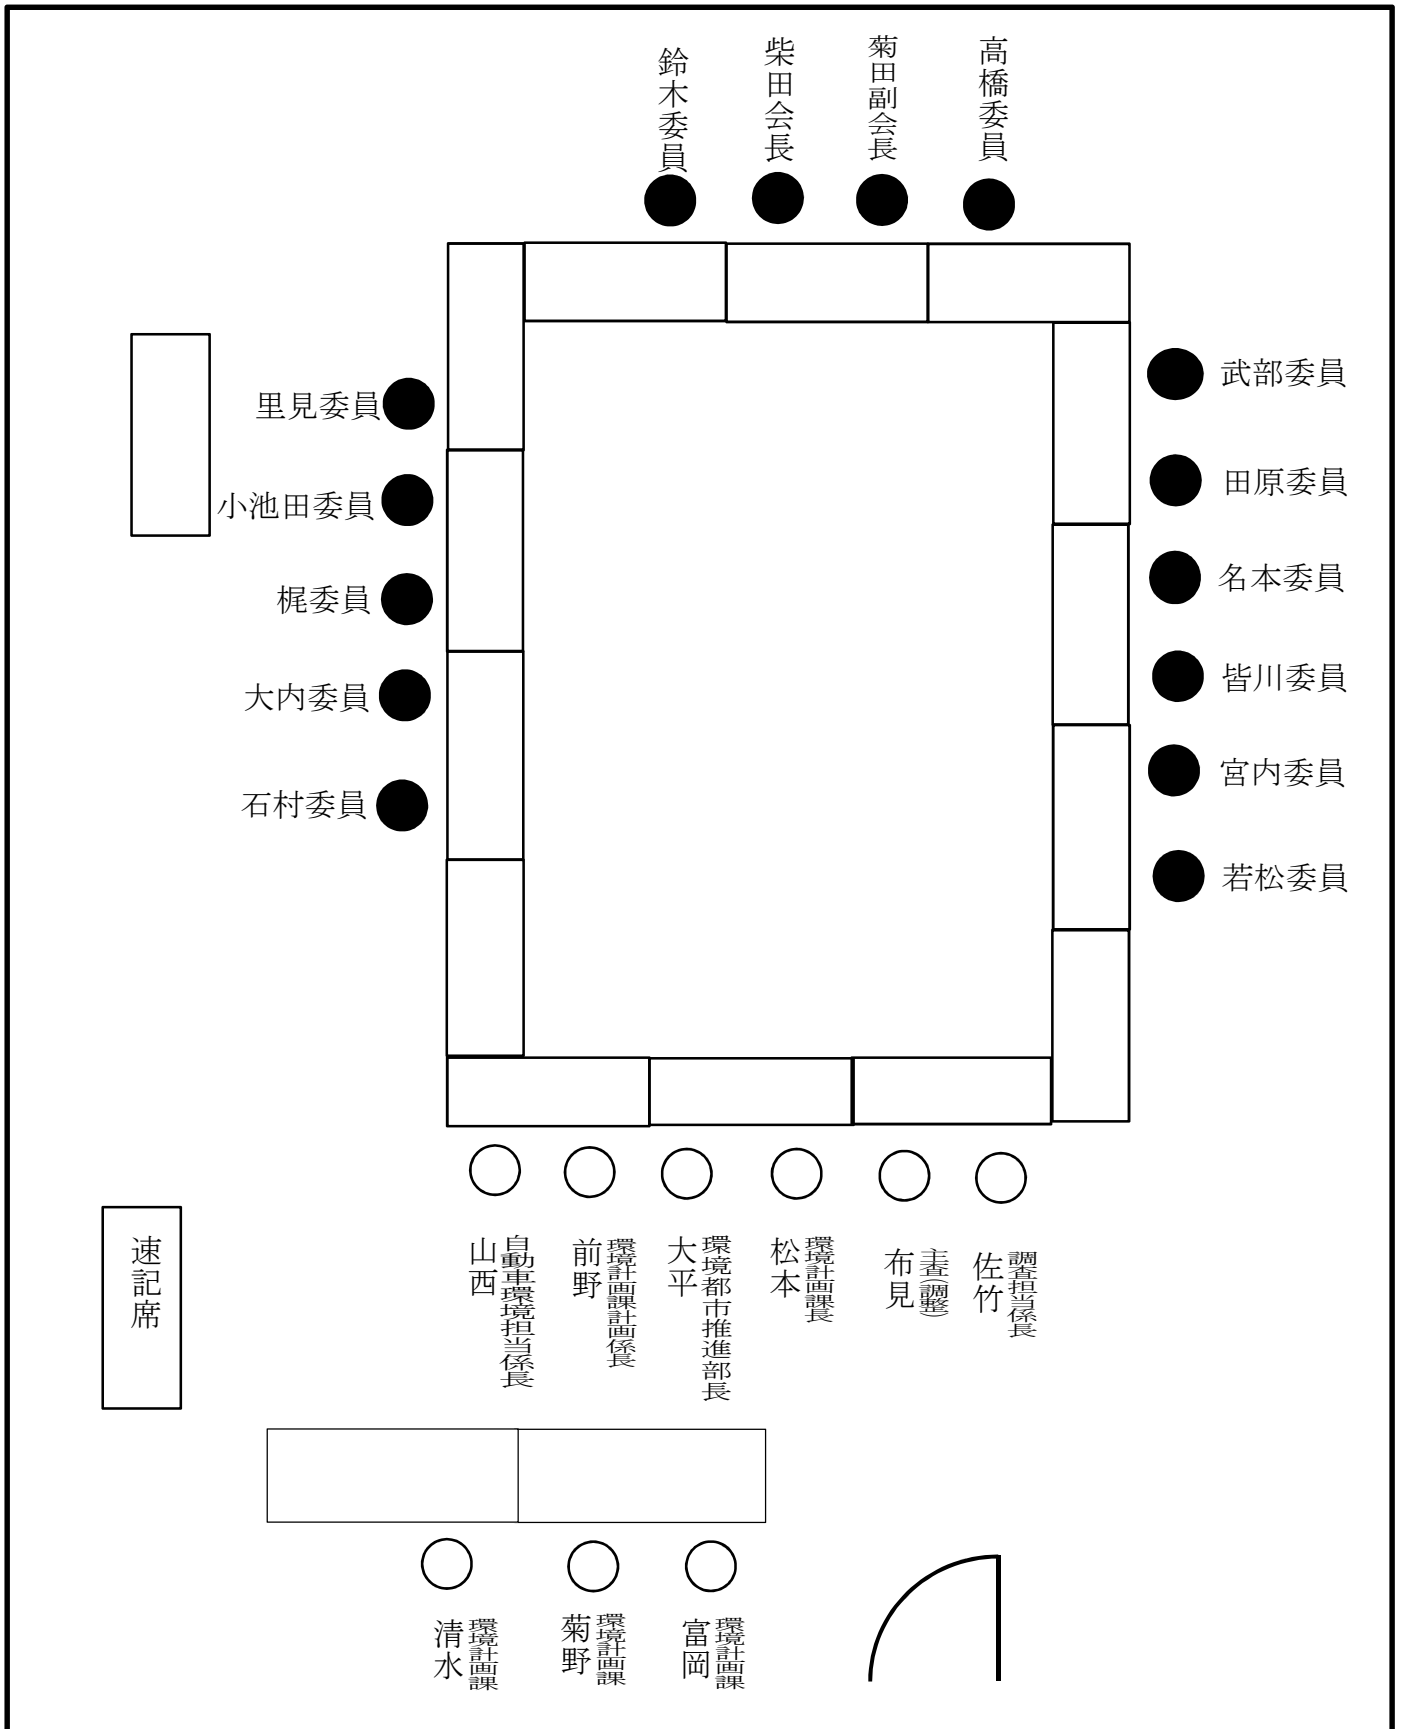 鈴木委員
柴田会長
菊田副会長
高橋委員
里見委員
小池田委員
梶委員
大内委員
石村委員
武部委員
田原委員
名本委員
皆川委員
宮内委員
若松委員
速記席
自動車環境担当係長
山西
環境計画課計画係長
前野
環境都市推進部長
大平
環境計画課長
松本
主査(調整)
布見
調査担当係長
佐竹
環境計画課
清水
環境計画課
菊野
環境計画課
富岡